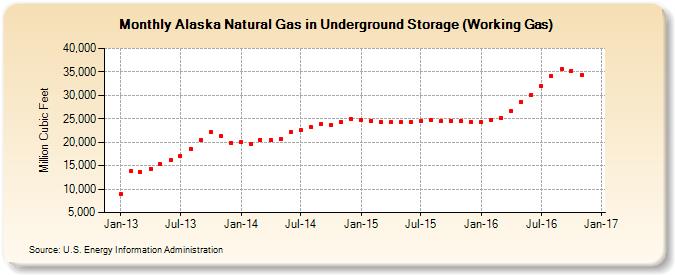 Monthly Alaska Natural Gas in Underground Storage (Working Gas)
Million Cubic Feet
40,000
35,000
30,000
25,000
20,000
15,000
10,000
5,000
Jan-13 Jul-13 Jan-14 Jul-14 Jan-15 Jul-15 Jan-16 Jul-16 Jan-17
Source: U.S. Energy Information Administration